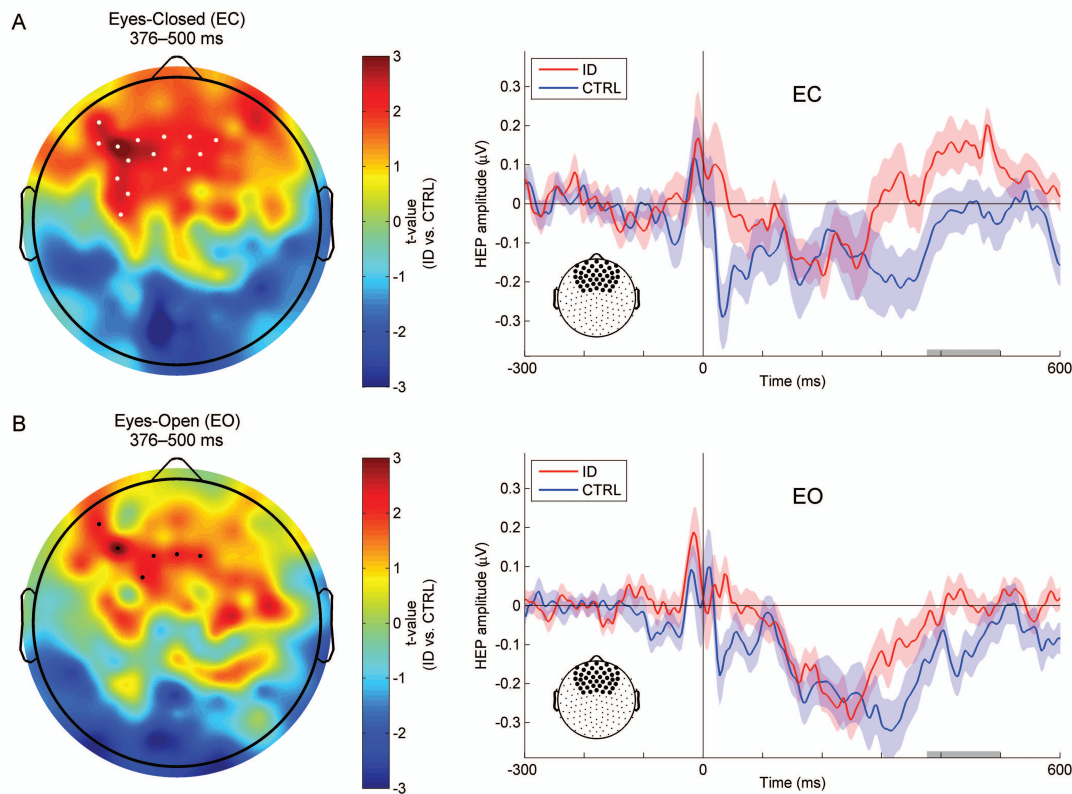 A
Eyes-Closed (EC)
376–500 ms
3
2
1
0
-1
-2
-3
t-value
(ID vs. CTRL)
ID
CTRL
EC
HEP amplitude (µV)
0.3
0.2
0.1
0
-0.1
-0.2
-0.3
-300
0
600
Time (ms)
B
Eyes-Open (EO)
376–500 ms
3
2
1
0
-1
-2
-3
t-value
(ID vs. CTRL)
ID
CTRL
EO
HEP amplitude (µV)
0.3
0.2
0.1
0
-0.1
-0.2
-0.3
-300
0
600
Time (ms)